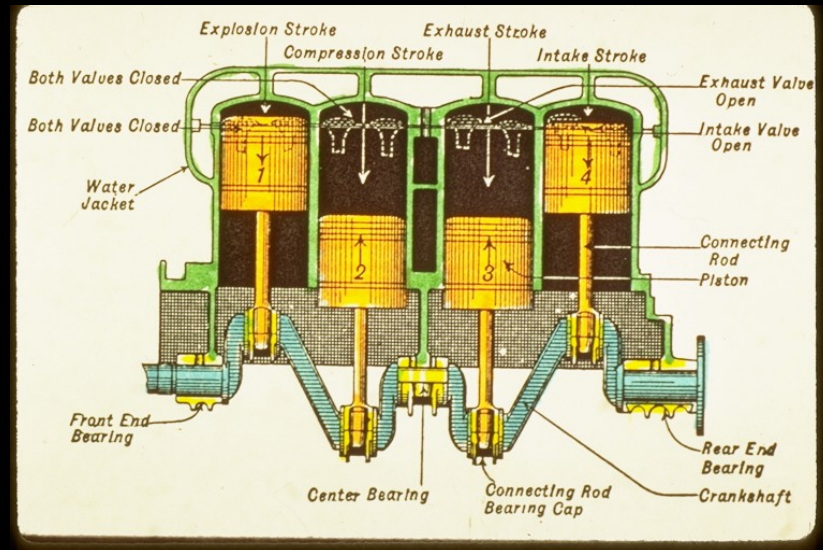 Explosion Stroke
Exhaust Stroke
Compression Stroke
Intake Stroke
Both Valves Closed
Exhaust Valve
Open
Both Valves Closed
Intake Valve
Open
1
4
Water
Jacket
2
3
Connecting
Rod
Piston
Front End
Bearing
Rear End
Bearing
Center Bearing
Connecting Rod
Bearing Cap
Crankshaft